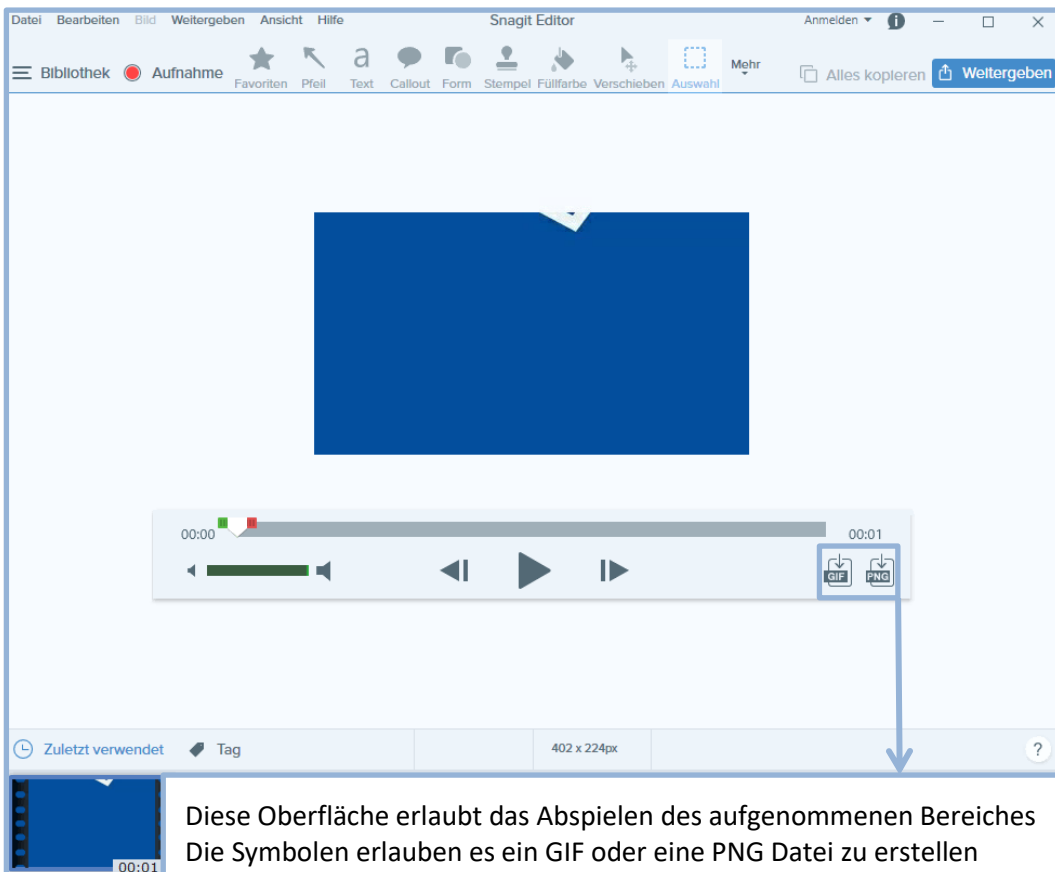 Datei Bearbeiten Bild Weitergeben Ansicht Hilfe Snagit Editor Anmelden
Bibliothek Aufnahme Favoriten Pfeil a Text Callout Form Stempel Füllfarbe Verschieben Auswahl Mehr Alles kopieren Weitergeben
00:00 00:01
GIF PNG
Zuletzt verwendet Tag 402 x 224px ?
00:01
Diese Oberfläche erlaubt das Abspielen des aufgenommenen Bereiches
Die Symbolen erlauben es ein GIF oder eine PNG Datei zu erstellen